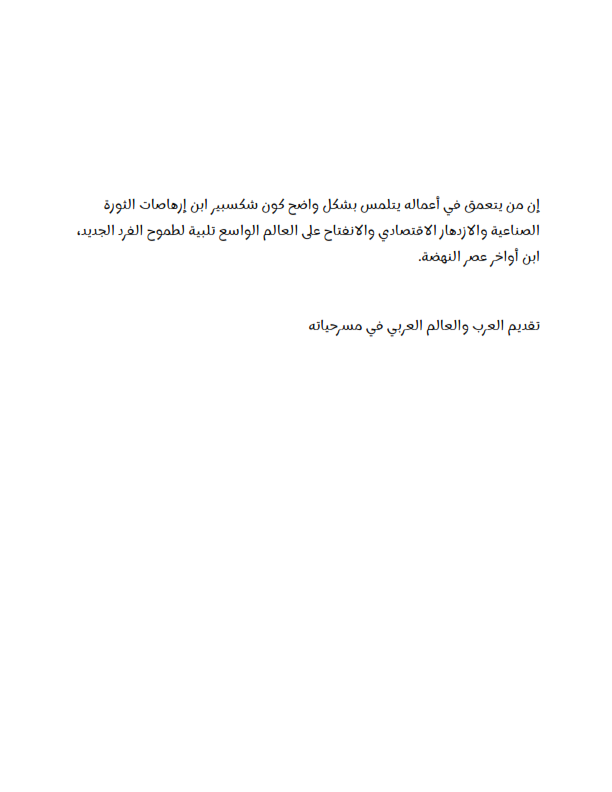 إن من يتعمق في أعماله يتلمس بشكل واضح كون شكسبير ابن إرهاصات الثورة
الصناعية والازدهار الاقتصادي والانفتاح على العالم الواسع تلبية لطموح الفرد الجديد،
ابن أواخر عصر النهضة.
تقديم العرب والعالم العربي في مسرحياته